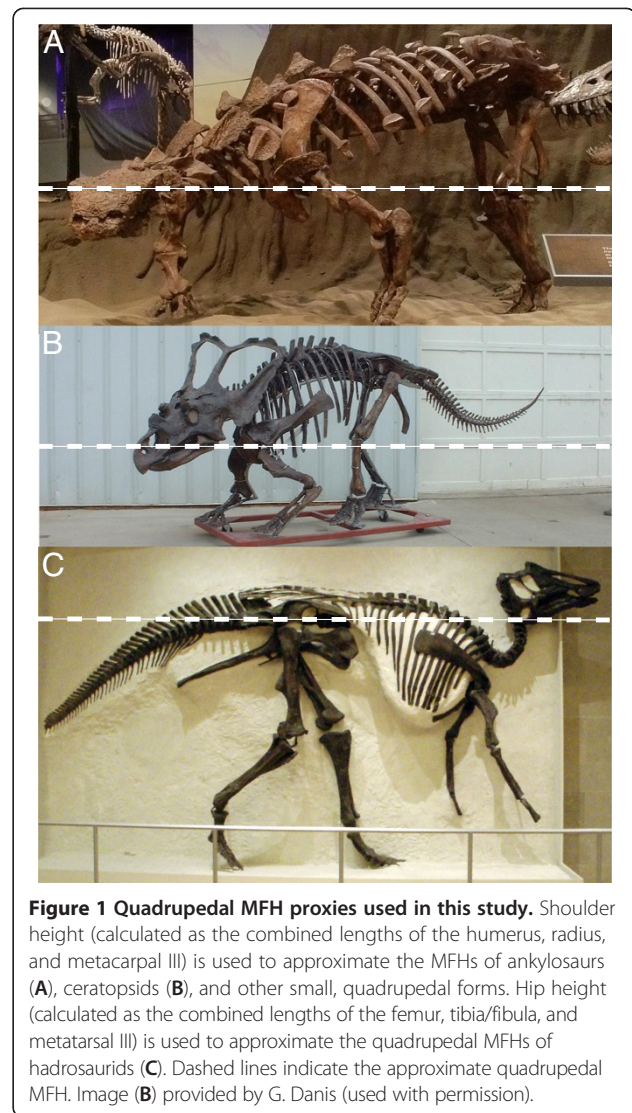 A
B
C
Figure 1 Quadrupedal MFH proxies used in this study. Shoulder
height (calculated as the combined lengths of the humerus, radius,
and metacarpal III) is used to approximate the MFHs of ankylosaurs
(A), ceratopsids (B), and other small, quadrupedal forms. Hip height
(calculated as the combined lengths of the femur, tibia/fibula, and
metatarsal III) is used to approximate the quadrupedal MFHs of
hadrosaurids (C). Dashed lines indicate the approximate quadrupedal
MFH. Image (B) provided by G. Danis (used with permission).